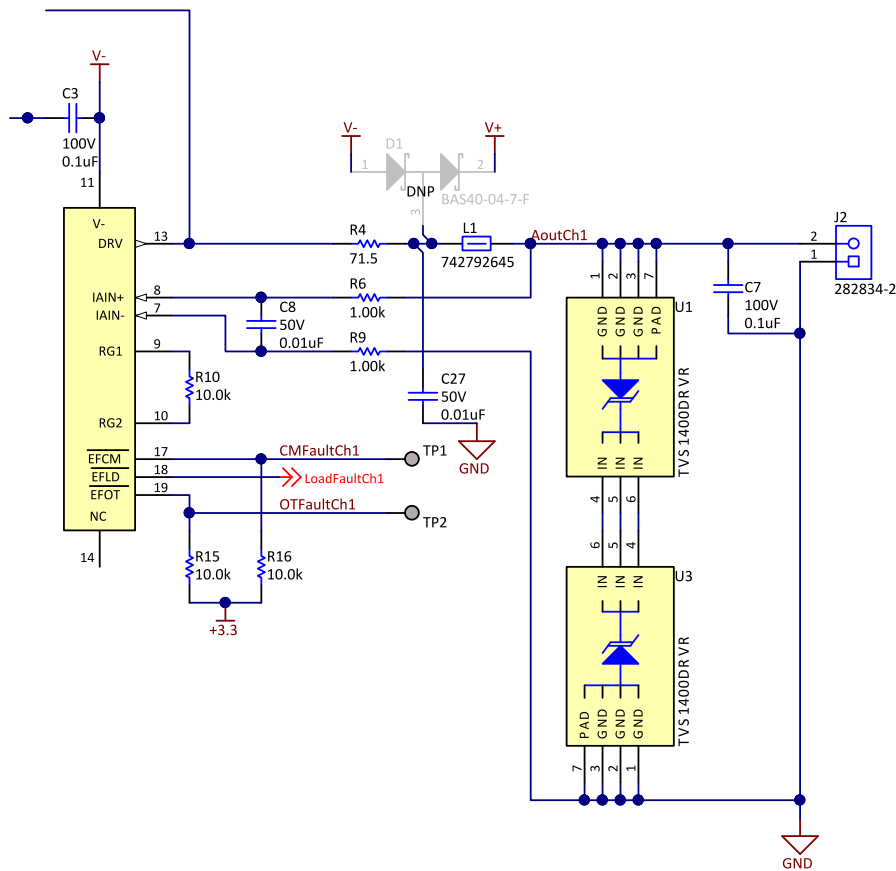 V-
C3
100V
0.1uF
11
V-
V+
D1
1
2
DNP
BAS40-04-7-F
3
V-
DRV
13
R4
71.5
L1
742792645
AoutCh1
J2
2
1
282834-2
IAIN+
8
R6
1.00k
IAIN-
7
C8
50V
0.01uF
R9
1.00k
C7
100V
0.1uF
1
2
3
7
U1
GND
GND
GND
PAD
TVS1400DRVR
IN
IN
IN
4
5
6
RG1
9
R10
10.0k
RG2
10
C27
50V
0.01uF
GND
EFCM
17
CMFaultCh1
TP1
EFLD
18
LoadFaultCh1
EFOT
19
OTFaultCh1
TP2
NC
14
R15
10.0k
R16
10.0k
+3.3
6
5
4
U3
IN
IN
IN
TVS1400DRVR
PAD
GND
GND
GND
7
3
2
1
GND